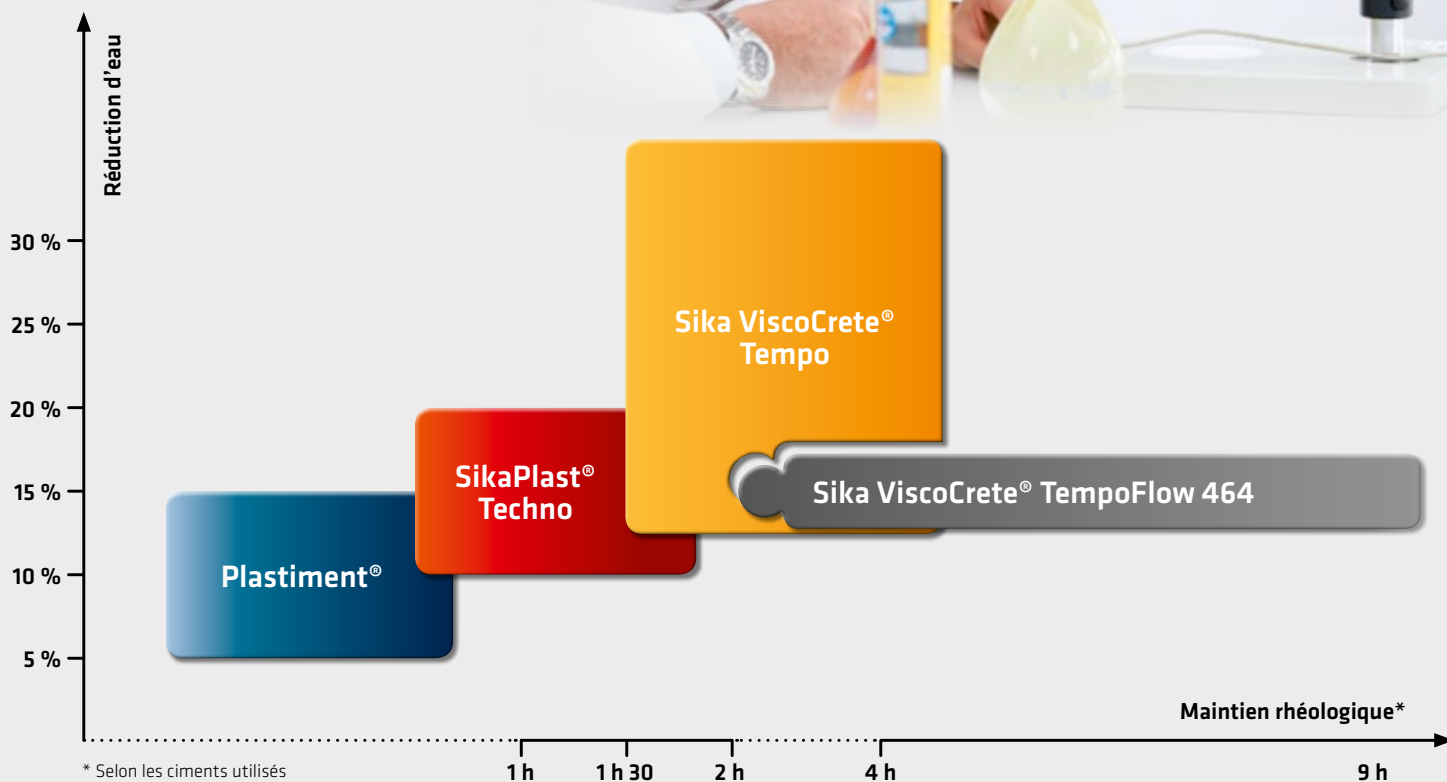 Réduction d'eau
30 %
25 %
20 %
15 %
10 %
5 %
Sika ViscoCrete®
Tempo
SikaPlast®
Techno
Sika ViscoCrete® TempoFlow 464
Plastiment®
Maintien rhéologique*
1 h
1 h 30
2 h
4 h
9 h
* Selon les ciments utilisés